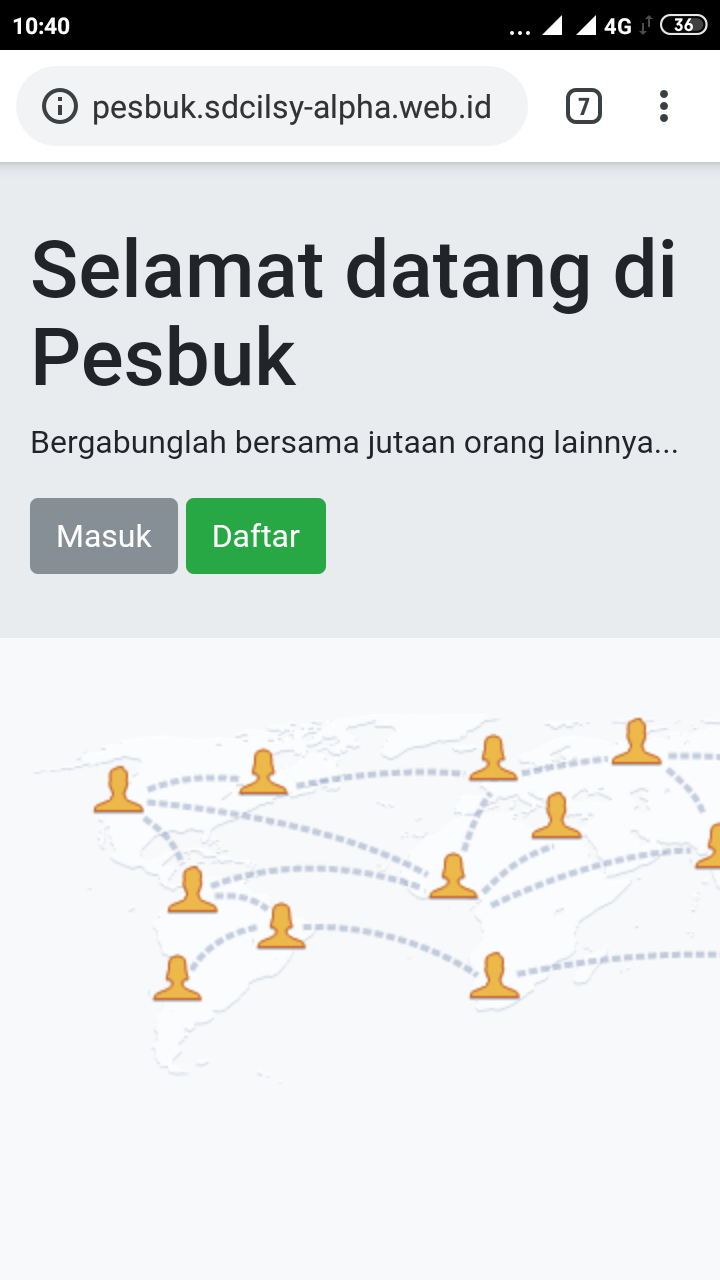 10:40
... 4G 36
pesbuk.sdcilsy-alpha.web.id 7
Selamat datang di
Pesbuk
Bergabunglah bersama jutaan orang lainnya...
Masuk Daftar